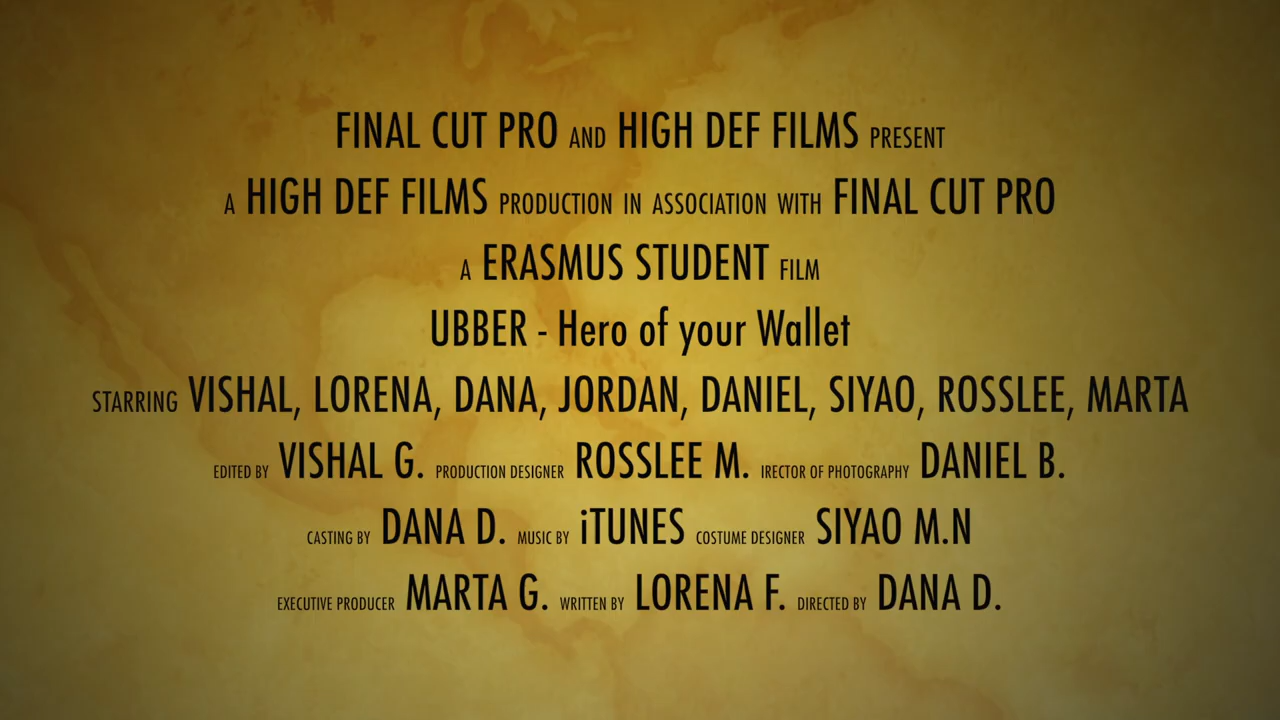 FINAL CUT PRO AND HIGH DEF FILMS PRESENT
A HIGH DEF FILMS PRODUCTION IN ASSOCIATION WITH FINAL CUT PRO
A ERASMUS STUDENT FILM
UBBER - Hero of your Wallet
STARRING VISHAL, LORENA, DANA, JORDAN, DANIEL, SIYAO, ROSSLEE, MARTA
EDITED BY VISHAL G. PRODUCTION DESIGNER ROSSLEE M. IRECTOR OF PHOTOGRAPHY DANIEL B.
CASTING BY DANA D. MUSIC BY iTUNES COSTUME DESIGNER SIYAO M.N
EXECUTIVE PRODUCER MARTA G. WRITTEN BY LORENA F. DIRECTED BY DANA D.